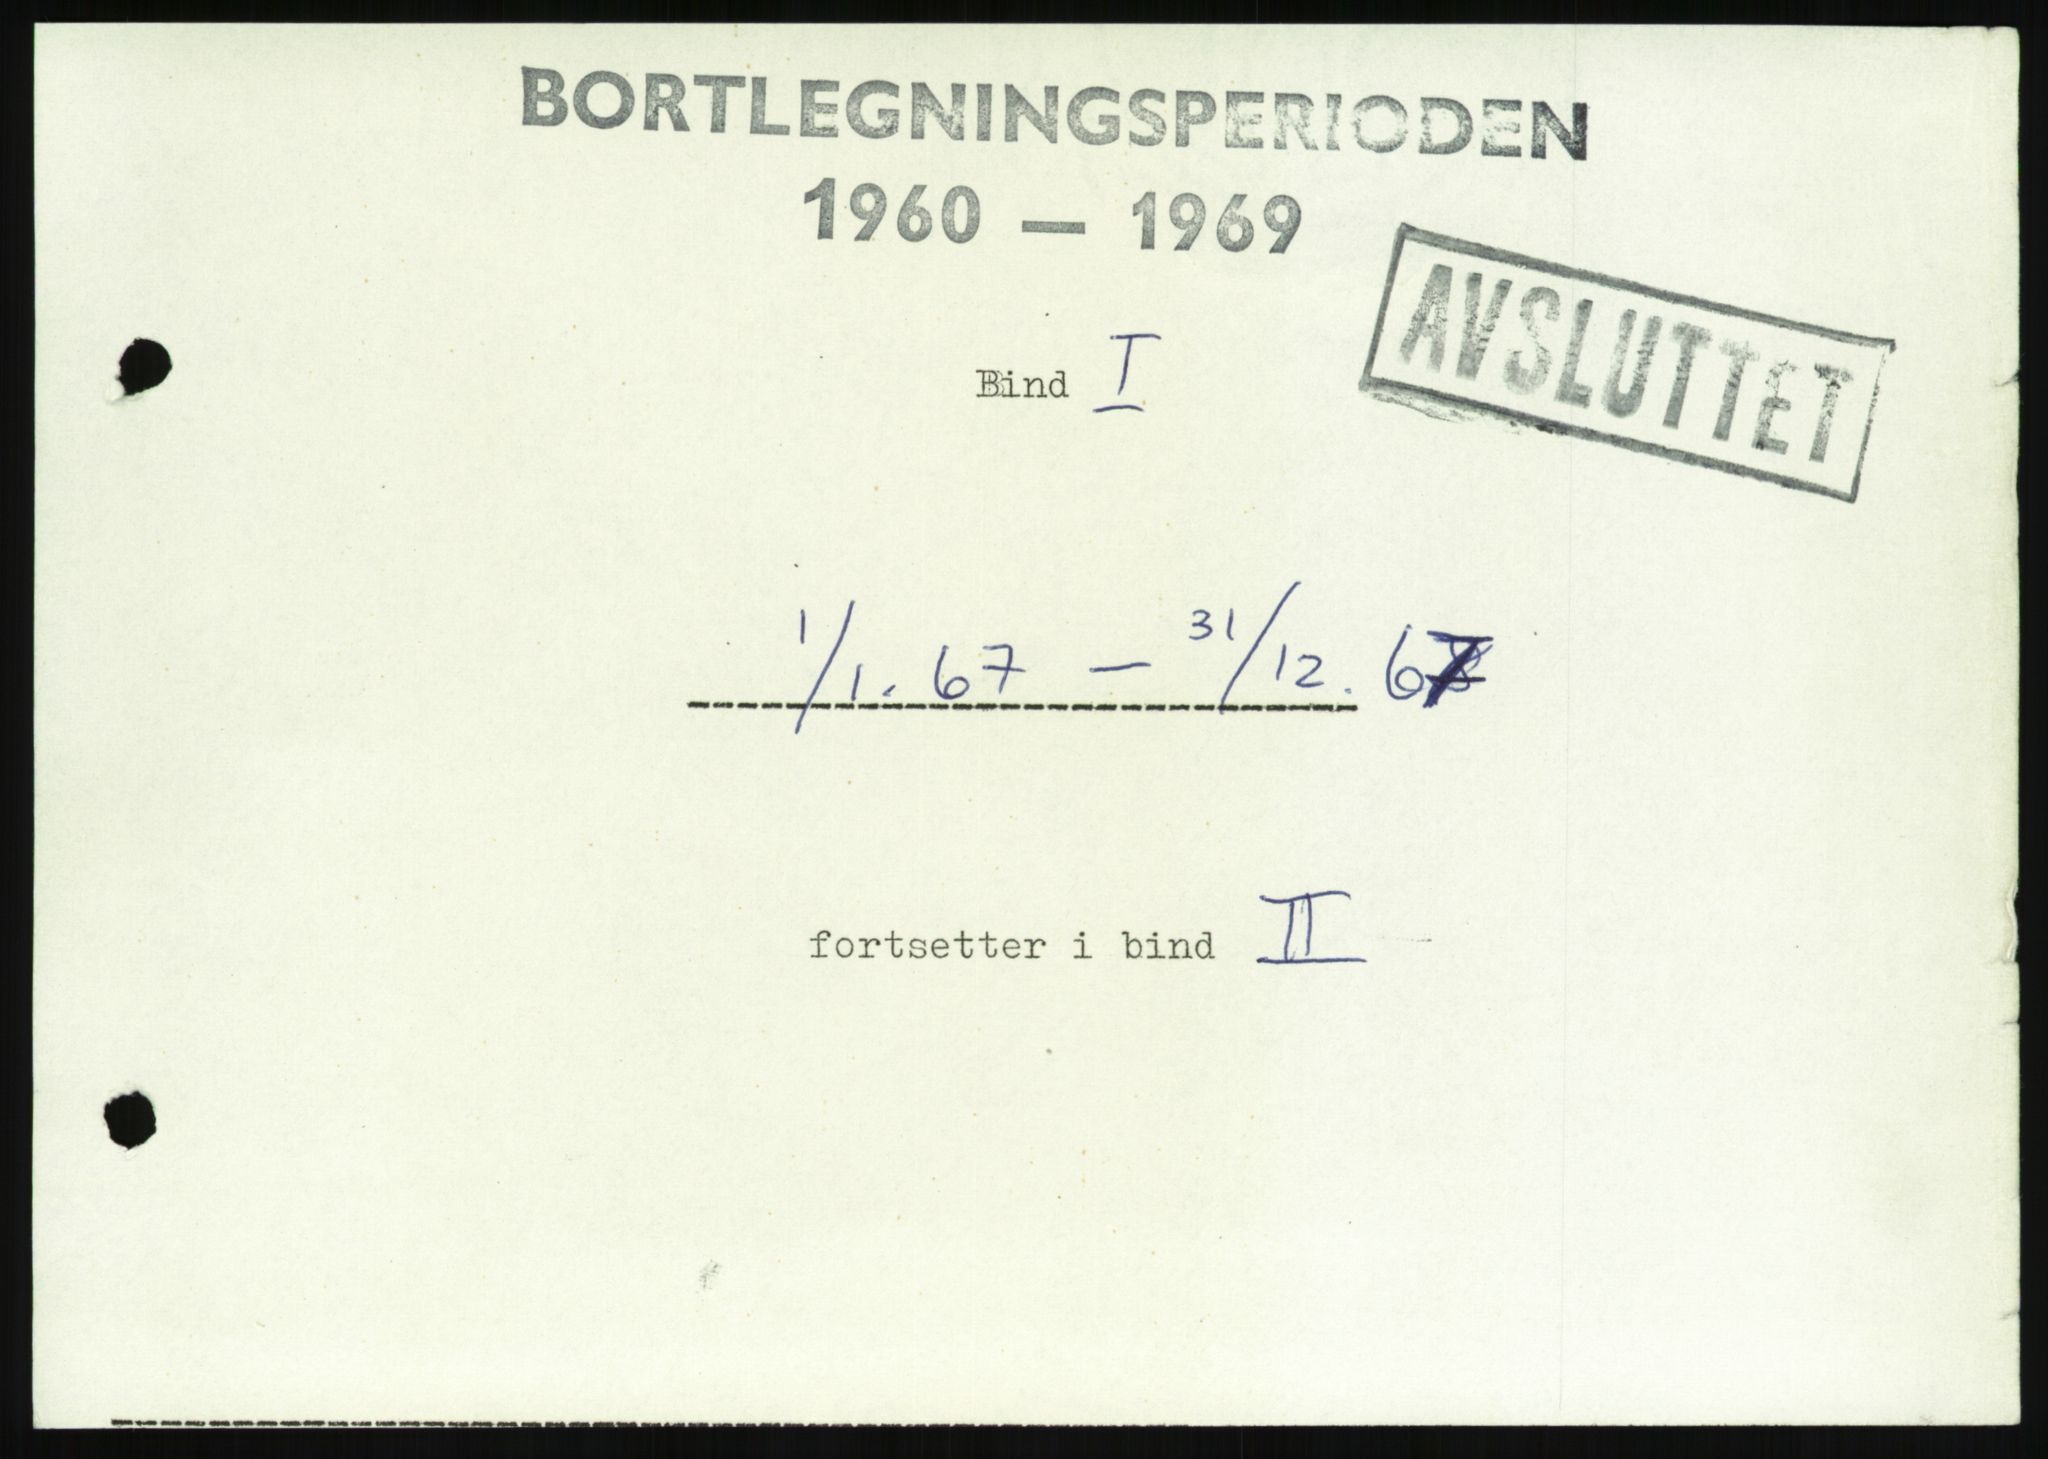 BORTLEGNINGSPERIODEN
1960 — 1969
AVSLUTTET
Bind I
1/1. 67 — 31/12. 67
fortsetter i bind II